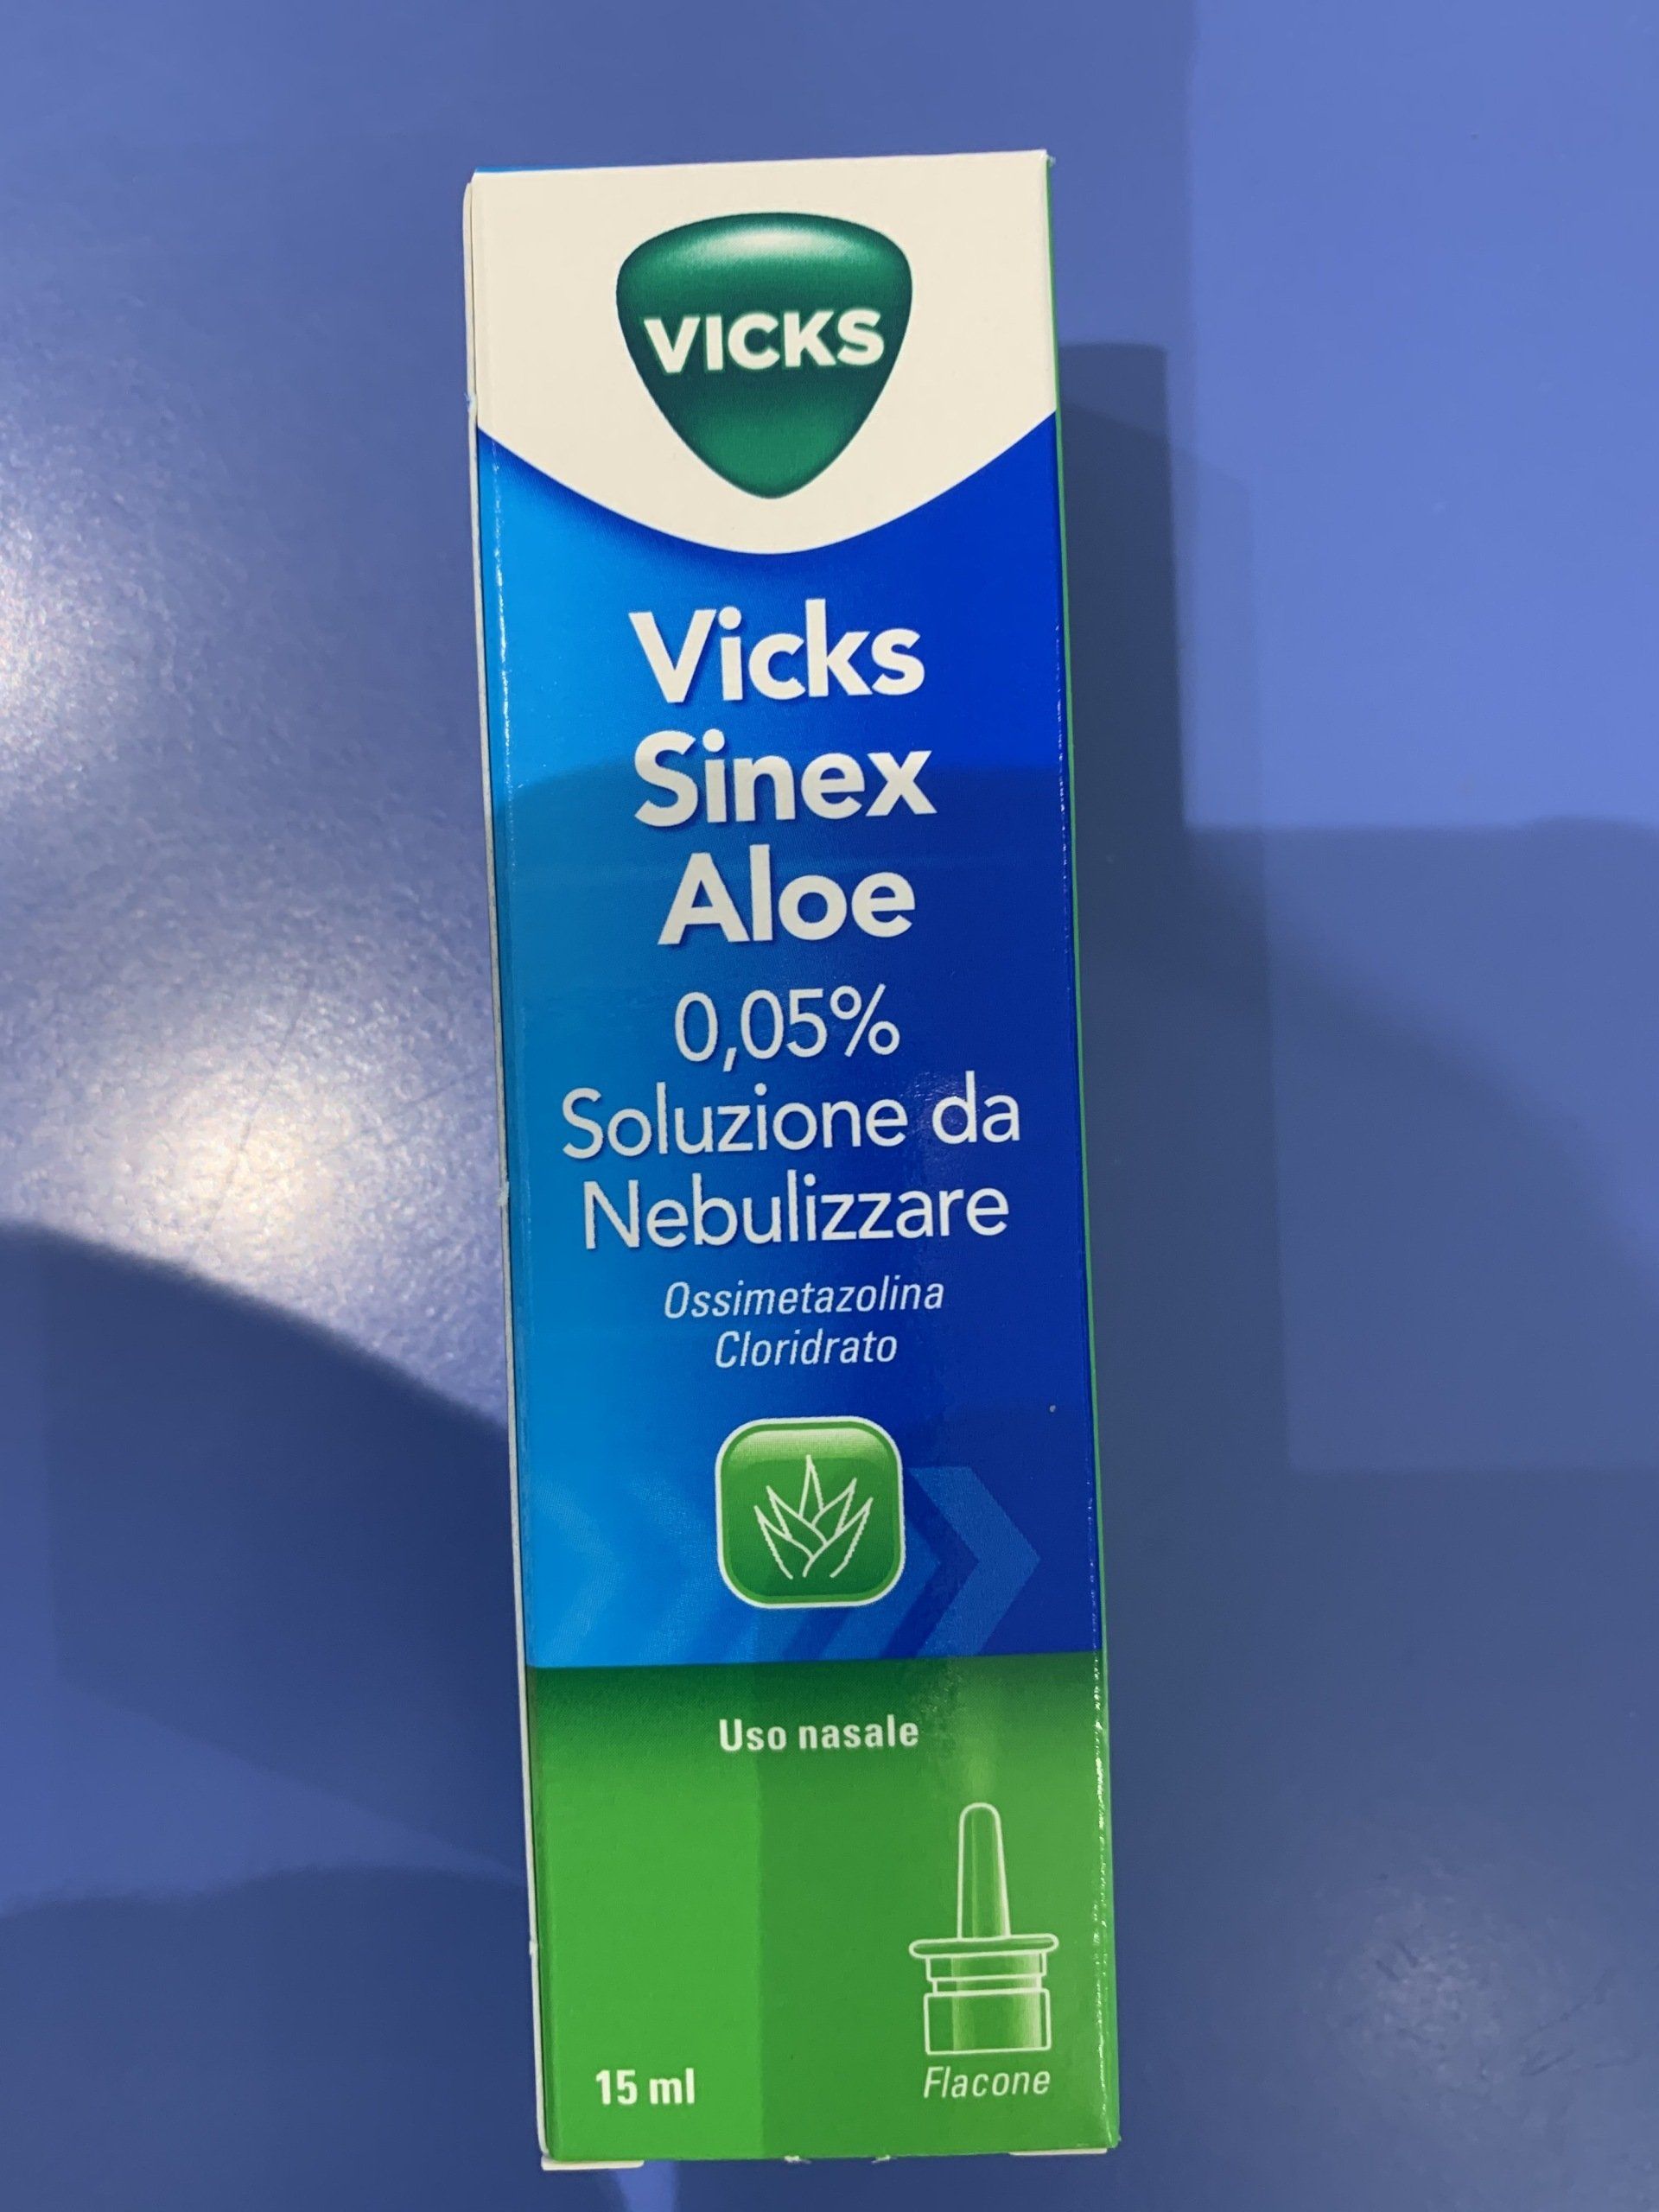 VICKS
Vicks
Sinex
Aloe
0,05%
Soluzione da
Nebulizzare
Ossimetazolina
Cloridrato
Uso nasale
15 ml
Flacone